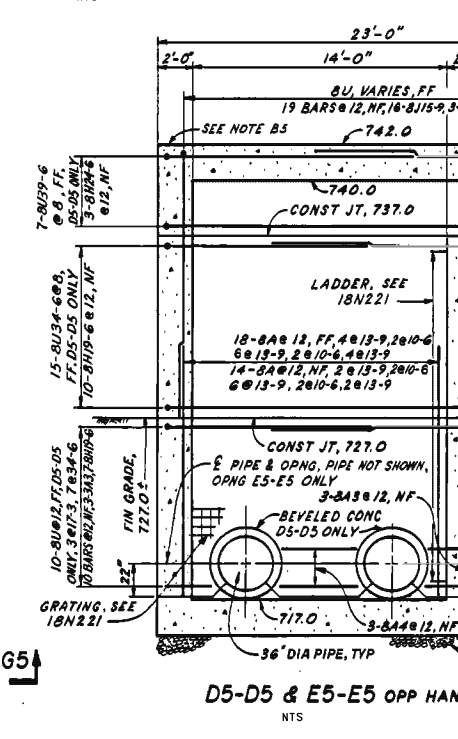 23'-0"
2'-0"
14'-0"
8U, VARIES, FF
19 BARS@12, NF, 16-8J15-9, 3-
SEE NOTE B5
742.0
740.0
CONST JT, 737.0
7-8U39-6
@ 8, FF,
D5-D5 ONLY
3-8H24-6
@12, NF
LADDER, SEE
18N221
15-8U34-6@8,
FF, D5-D5 ONLY
10-8H19-6@12, NF
18-8A@12, FF, 4@13-9, 2@10-6
6@13-9, 2@10-6, 4@13-9
14-8A@12, NF, 2@13-9, 2@10-6
6@13-9, 2@10-6, 2@13-9
CONST JT, 727.0
FIN GRADE,
727.0±
℄ PIPE & OPNG, PIPE NOT SHOWN,
OPNG E5-E5 ONLY
3-8A3@12, NF
BEVELED CONC
D5-D5 ONLY
10-8U@12, FF, D5-D5
ONLY, 3@17-3, 7@34-6
10 BARS@12, NF, 3-3A3, 7-8H19-6
22"
GRATING, SEE
18N221
717.0
3-8A4@12, NF
36" DIA PIPE, TYP
G5
D5-D5 & E5-E5 OPP HAN
NTS